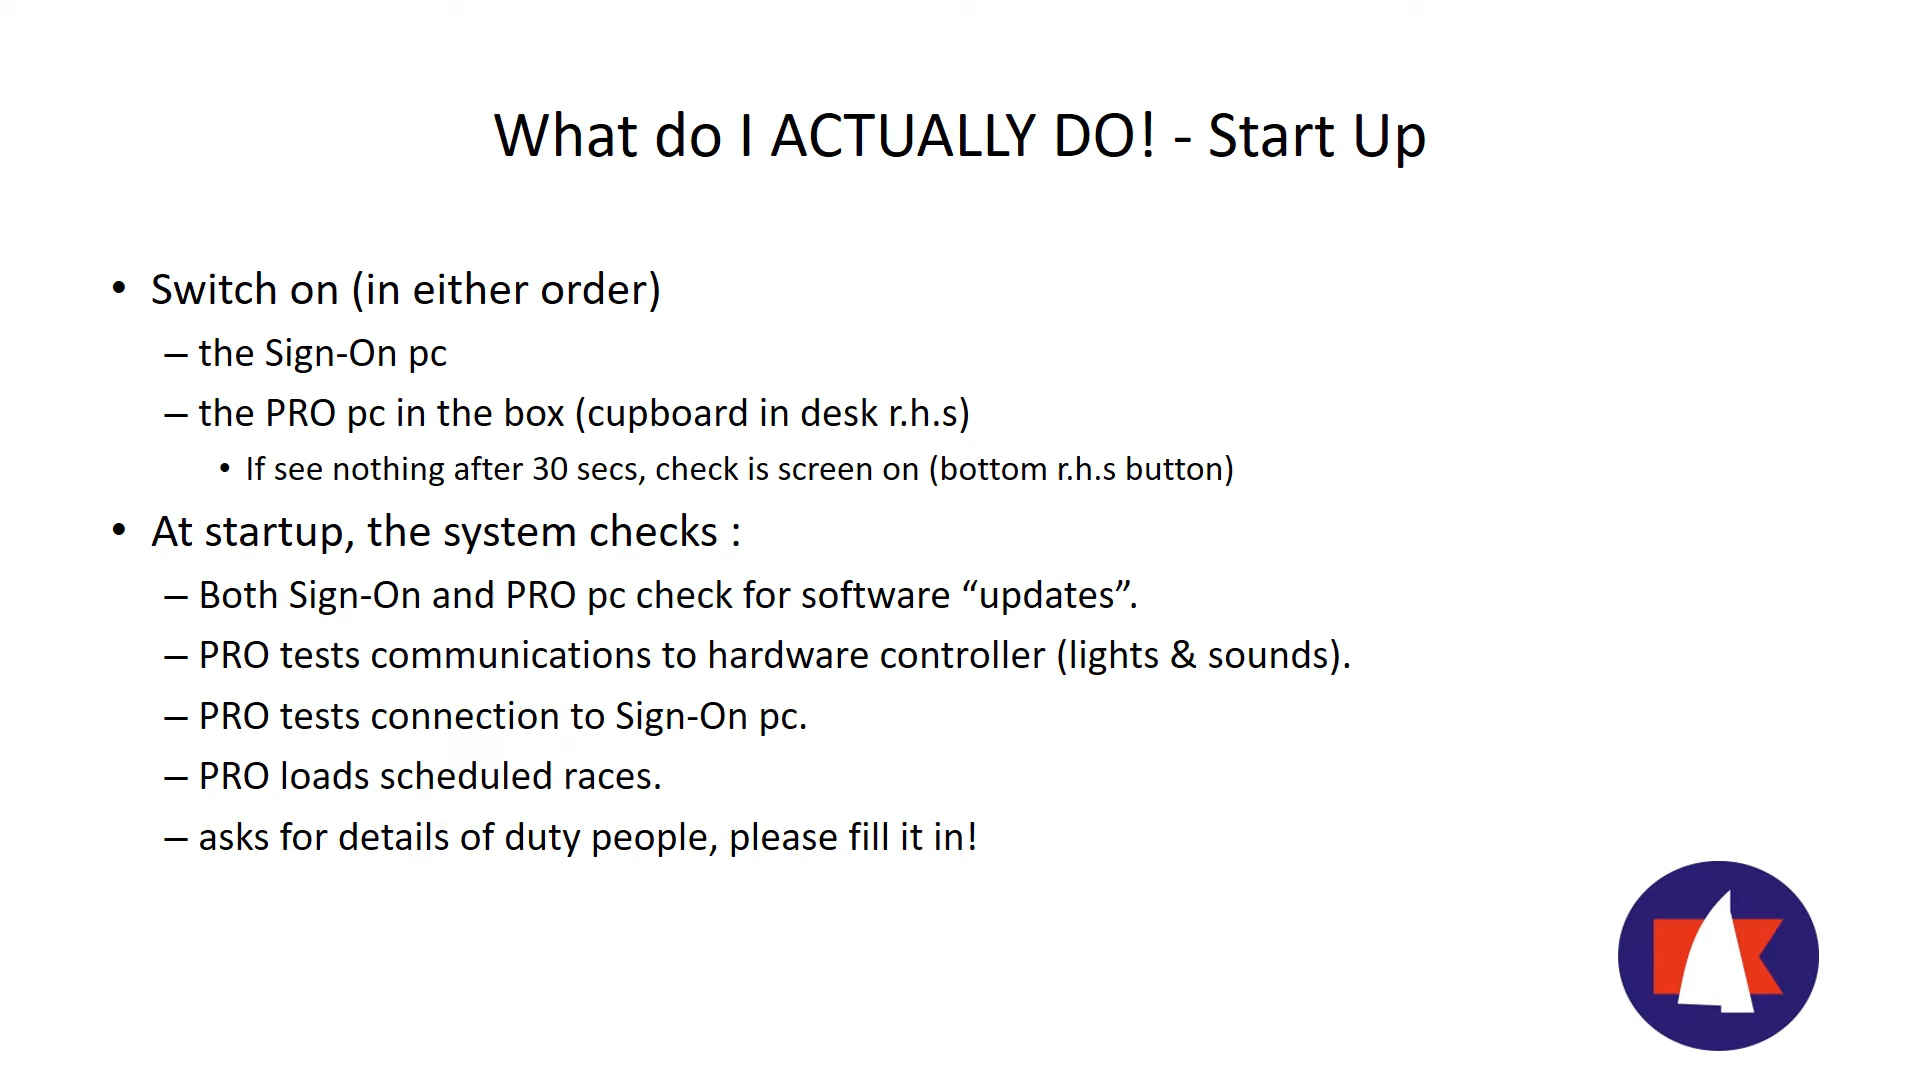 What do I ACTUALLY DO! - Start Up
• Switch on (in either order)
– the Sign-On pc
– the PRO pc in the box (cupboard in desk r.h.s)
• If see nothing after 30 secs, check is screen on (bottom r.h.s button)
• At startup, the system checks :
– Both Sign-On and PRO pc check for software “updates”.
– PRO tests communications to hardware controller (lights & sounds).
– PRO tests connection to Sign-On pc.
– PRO loads scheduled races.
– asks for details of duty people, please fill it in!